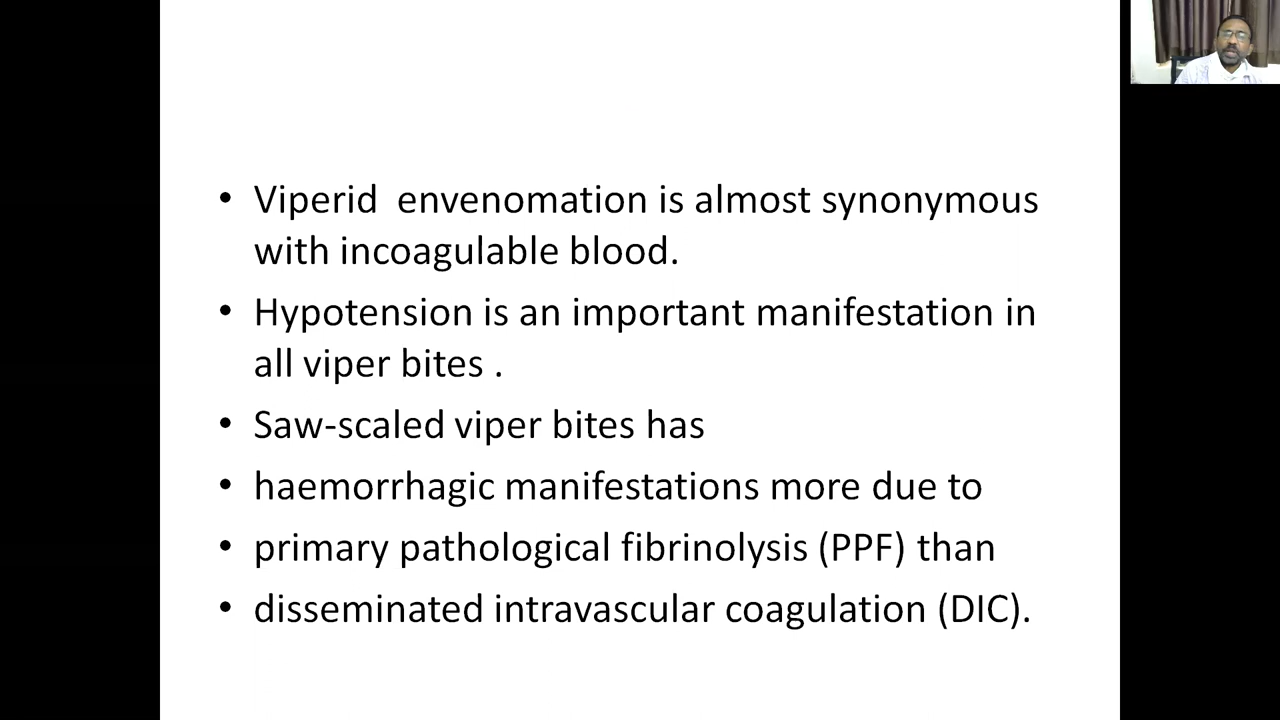 • Viperid envenomation is almost synonymous
with incoagulable blood.
• Hypotension is an important manifestation in
all viper bites .
• Saw-scaled viper bites has
• haemorrhagic manifestations more due to
• primary pathological fibrinolysis (PPF) than
• disseminated intravascular coagulation (DIC).